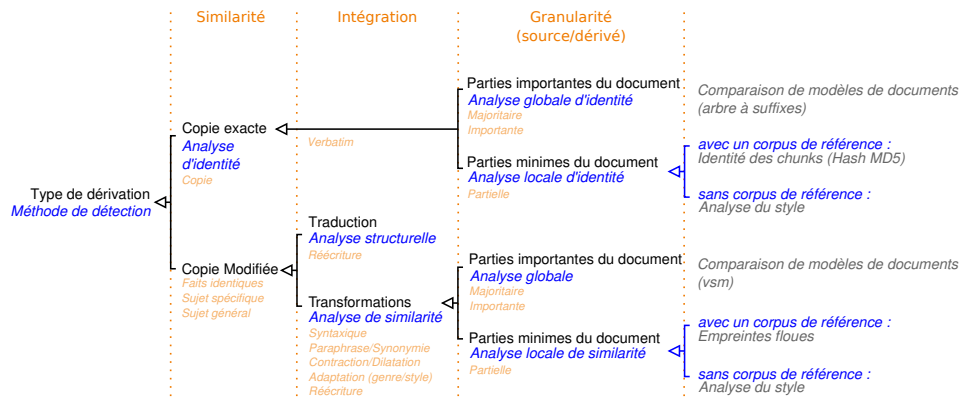 Similarité
Intégration
Granularité
(source/dérivé)
Type de dérivation
Méthode de détection
Copie exacte
Analyse
d'identité
Copie
Verbatim
Parties importantes du document
Analyse globale d'identité
Majoritaire
Importante
Comparaison de modèles de documents
(arbre à suffixes)
Parties minimes du document
Analyse locale d'identité
Partielle
avec un corpus de référence :
Identité des chunks (Hash MD5)
sans corpus de référence :
Analyse du style
Copie Modifiée
Faits identiques
Sujet spécifique
Sujet général
Traduction
Analyse structurelle
Réécriture
Transformations
Analyse de similarité
Syntaxique
Paraphrase/Synonymie
Contraction/Dilatation
Adaptation (genre/style)
Réécriture
Parties importantes du document
Analyse globale
Majoritaire
Importante
Comparaison de modèles de documents
(vsm)
Parties minimes du document
Analyse locale de similarité
Partielle
avec un corpus de référence :
Empreintes floues
sans corpus de référence :
Analyse du style